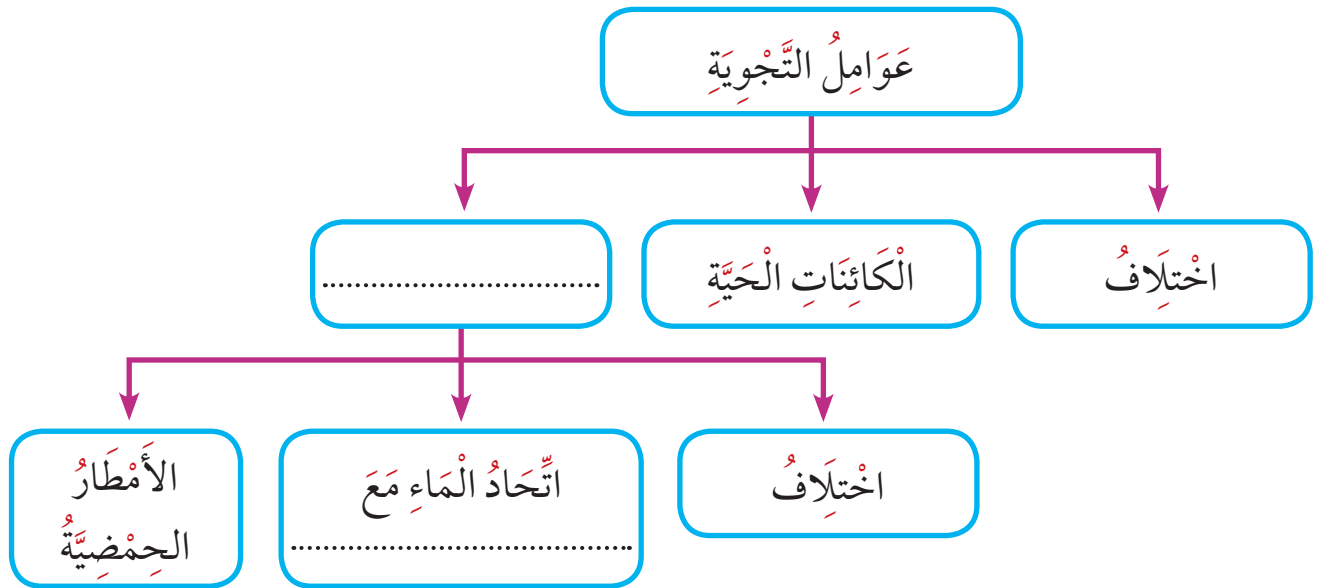 عَوَامِلُ التَّجْوِيَةِ
اخْتِلَافُ
الْكَائِنَاتِ الْحَيَّةِ
................................
اخْتِلَافُ
اتِّحَادُ الْمَاءِ مَعَ
........................................
الأَمْطَارُ
الحِمْضِيَّةُ